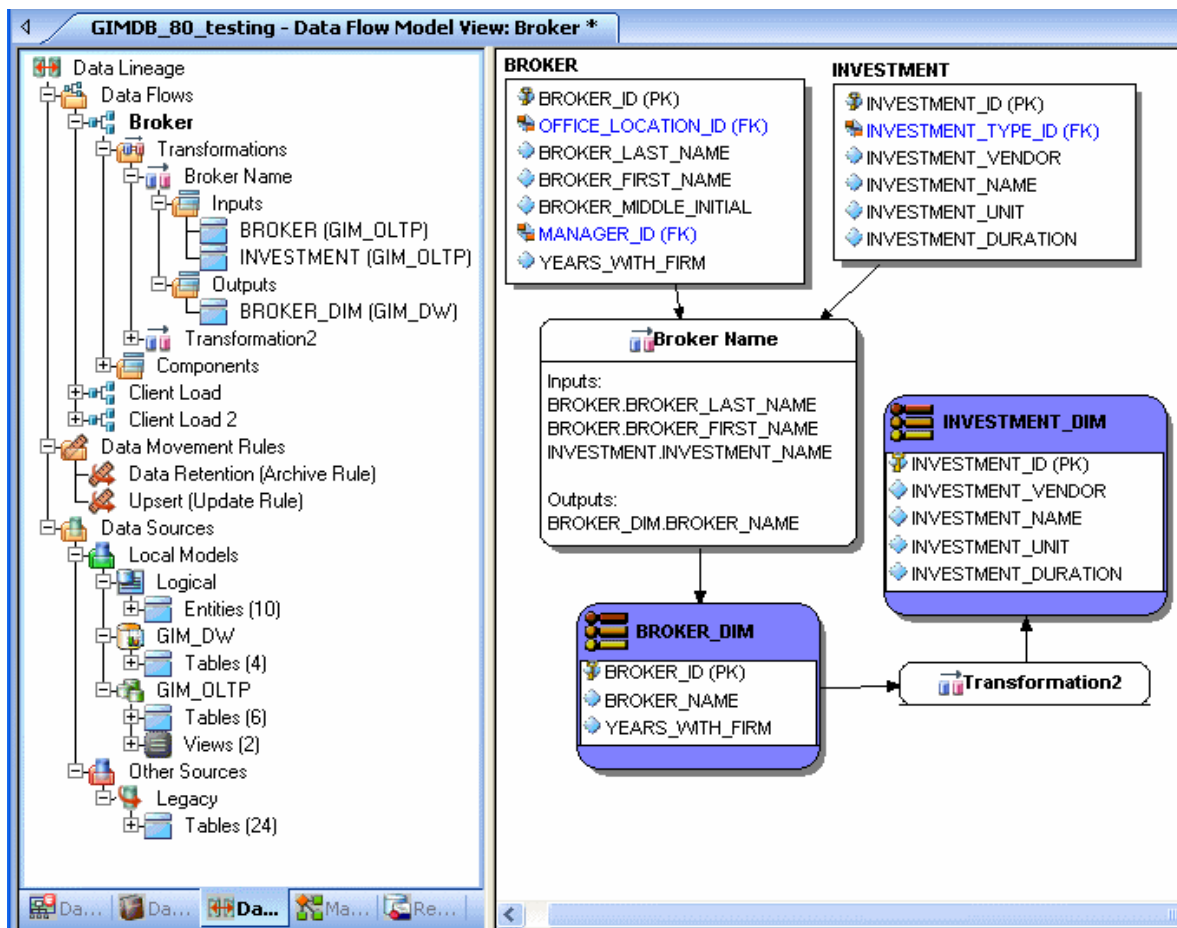 GIMDB_80_testing - Data Flow Model View: Broker *
Data Lineage
Data Flows
Broker
Transformations
Broker Name
Inputs
BROKER (GIM_OLTP)
INVESTMENT (GIM_OLTP)
Outputs
BROKER_DIM (GIM_DW)
Transformation2
Components
Client Load
Client Load 2
Data Movement Rules
Data Retention (Archive Rule)
Upsert (Update Rule)
Data Sources
Local Models
Logical
Entities (10)
GIM_DW
Tables (4)
GIM_OLTP
Tables (6)
Views (2)
Other Sources
Legacy
Tables (24)
Da...
Da...
Da...
Ma...
Re...
BROKER
BROKER_ID (PK)
OFFICE_LOCATION_ID (FK)
BROKER_LAST_NAME
BROKER_FIRST_NAME
BROKER_MIDDLE_INITIAL
MANAGER_ID (FK)
YEARS_WITH_FIRM
INVESTMENT
INVESTMENT_ID (PK)
INVESTMENT_TYPE_ID (FK)
INVESTMENT_VENDOR
INVESTMENT_NAME
INVESTMENT_UNIT
INVESTMENT_DURATION
Broker Name
Inputs:
BROKER.BROKER_LAST_NAME
BROKER.BROKER_FIRST_NAME
INVESTMENT.INVESTMENT_NAME
Outputs:
BROKER_DIM.BROKER_NAME
INVESTMENT_DIM
INVESTMENT_ID (PK)
INVESTMENT_VENDOR
INVESTMENT_NAME
INVESTMENT_UNIT
INVESTMENT_DURATION
BROKER_DIM
BROKER_ID (PK)
BROKER_NAME
YEARS_WITH_FIRM
Transformation2